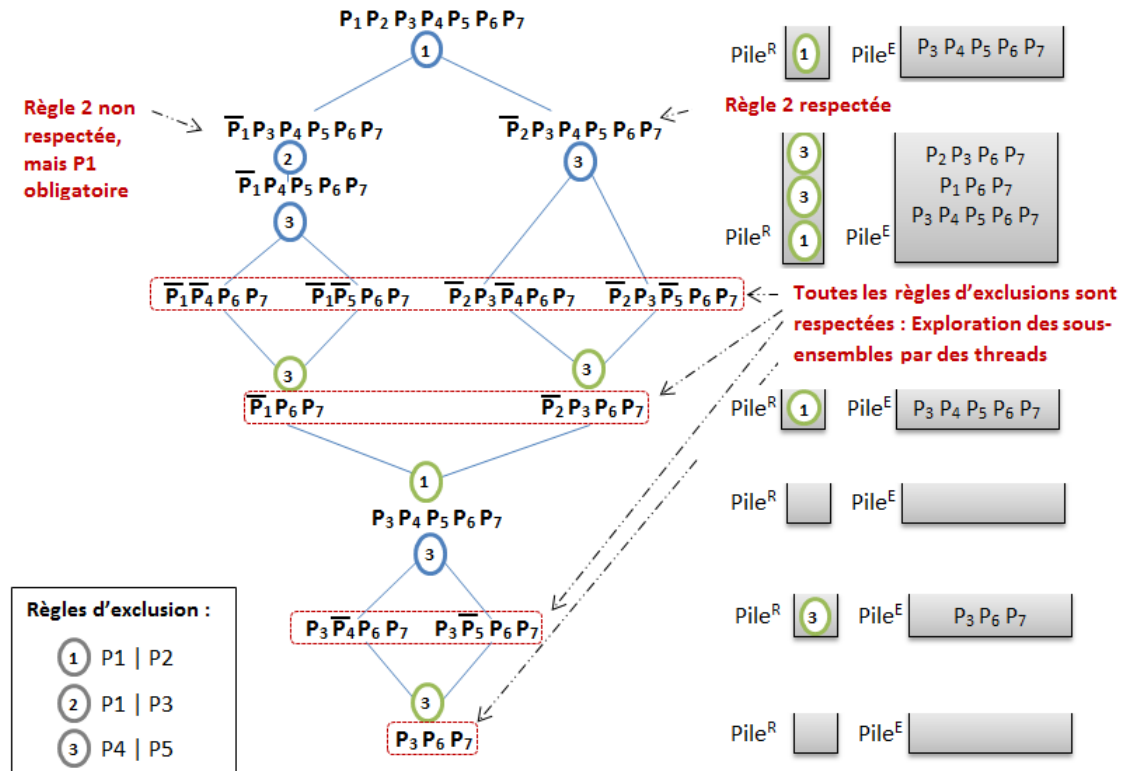 P₁ P₂ P₃ P₄ P₅ P₆ P₇
1
Pileᴿ 1 Pileᴱ P₃ P₄ P₅ P₆ P₇
Règle 2 non
respectée,
mais P1
obligatoire
Règle 2 respectée
P̅₁ P₃ P₄ P₅ P₆ P₇
P̅₂ P₃ P₄ P₅ P₆ P₇
2
3
P̅₁ P₄ P₅ P₆ P₇
3
3
3
Pileᴿ 1
Pileᴱ
P₂ P₃ P₆ P₇
P₁ P₆ P₇
P₃ P₄ P₅ P₆ P₇
P̅₁ P̅₄ P₆ P₇
P̅₁ P̅₅ P₆ P₇
P̅₂ P₃ P̅₄ P₆ P₇
P̅₂ P₃ P̅₅ P₆ P₇
Toutes les règles d’exclusions sont
respectées : Exploration des sous-
ensembles par des threads
3
3
P̅₁ P₆ P₇
P̅₂ P₃ P₆ P₇
Pileᴿ 1 Pileᴱ P₃ P₄ P₅ P₆ P₇
1
P₃ P₄ P₅ P₆ P₇
Pileᴿ Pileᴱ
3
P₃ P̅₄ P₆ P₇
P₃ P̅₅ P₆ P₇
Pileᴿ 3 Pileᴱ P₃ P₆ P₇
3
P₃ P₆ P₇
Pileᴿ Pileᴱ
Règles d’exclusion :
1 P1 | P2
2 P1 | P3
3 P4 | P5